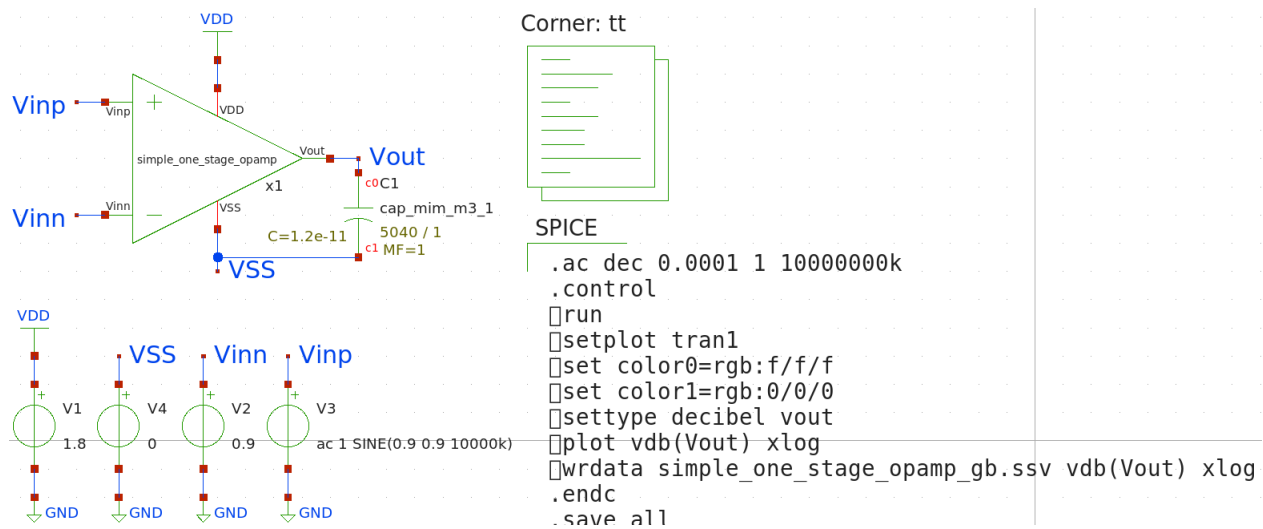 VDD
Vinp
Vinp
+
VDD
simple_one_stage_opamp
Vout
Vout
x1
c0
C1
cap_mim_m3_1
Vinn
Vinn
VSS
C=1.2e-11
5040 / 1
c1
MF=1
VSS
VDD
VSS
Vinn
Vinp
+
V1
1.8
+
V4
0
+
V2
0.9
+
V3
ac 1 SINE(0.9 0.9 10000k)
GND
GND
GND
GND
Corner: tt
SPICE
.ac dec 0.0001 1 10000000k
.control
run
setplot tran1
set color0=rgb:f/f/f
set color1=rgb:0/0/0
settype decibel vout
plot vdb(Vout) xlog
wrdata simple_one_stage_opamp_gb.ssv vdb(Vout) xlog
.endc
.save all